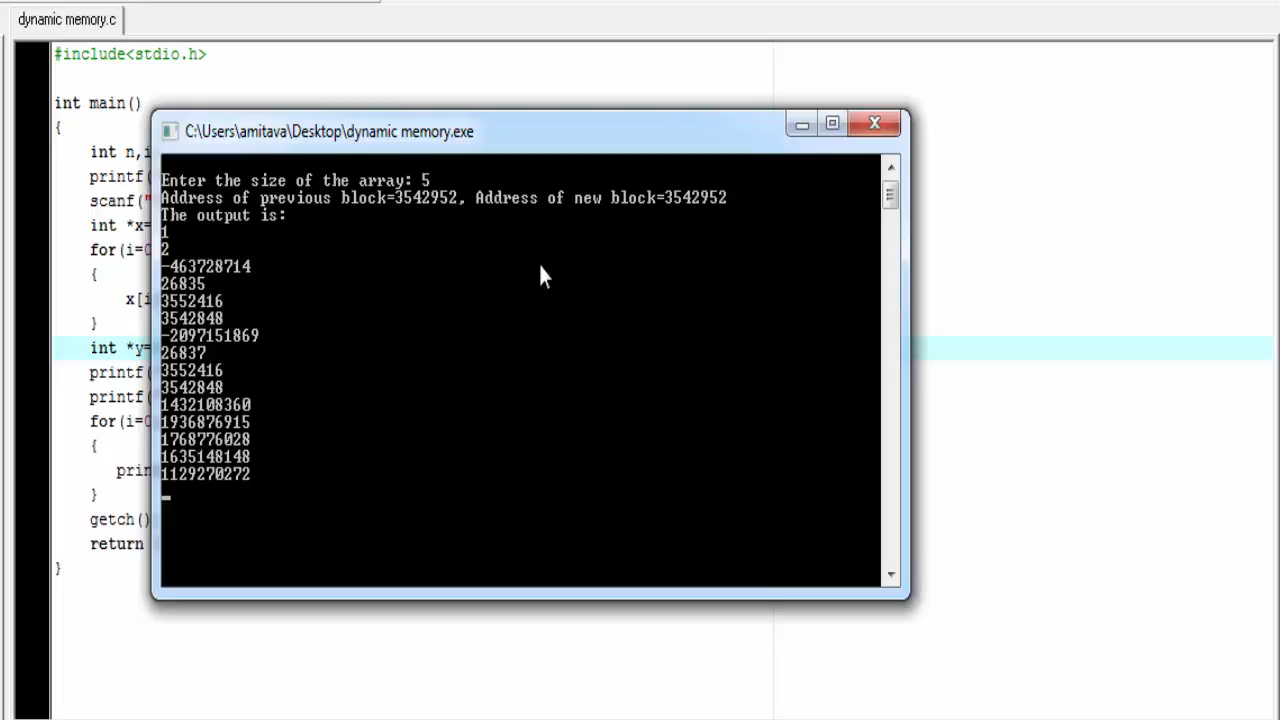 dynamic memory.c
#include<stdio.h>
int main()
{
int n,i
printf(
scanf("
int *x=
for(i=0
{
x[i
}
int *y=
printf(
printf(
for(i=0
{
prin
}
getch()
return
}
C:\Users\amitava\Desktop\dynamic memory.exe
Enter the size of the array: 5
Address of previous block=3542952, Address of new block=3542952
The output is:
1
2
-463728714
26835
3552416
3542848
-2097151869
26837
3552416
3542848
1432108360
1936876915
1768776028
1635148148
1129270272